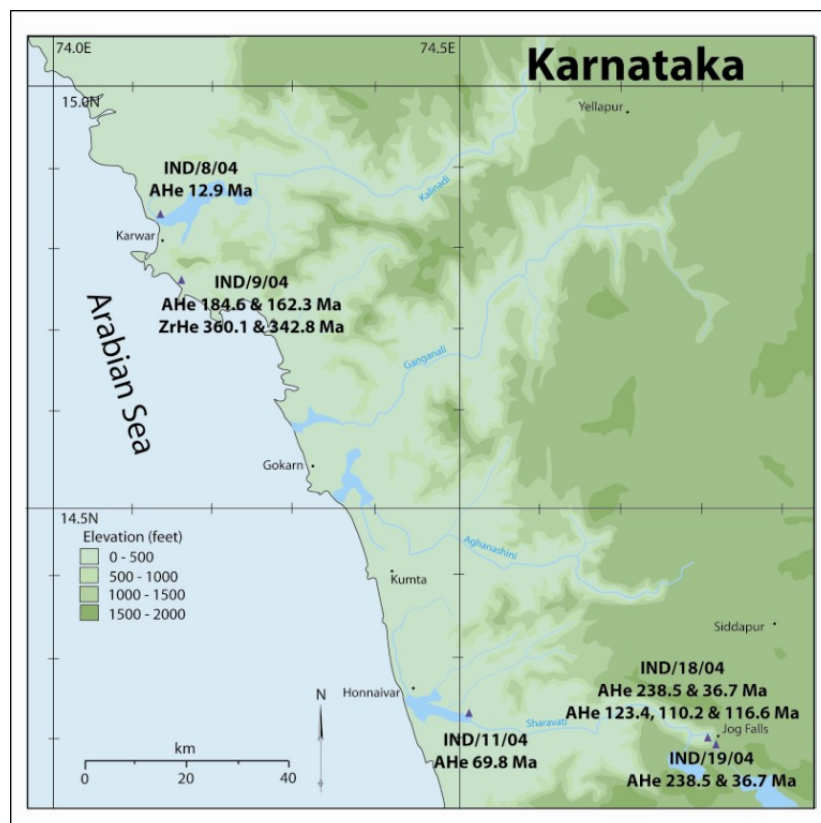 74.0E
74.5E
Karnataka
15.0N
Yellapur
IND/8/04
AHe 12.9 Ma
Kalinadi
Karwar
IND/9/04
AHe 184.6 & 162.3 Ma
ZrHe 360.1 & 342.8 Ma
Arabian Sea
Ganganali
Gokarn
14.5N
Elevation (feet)
0 - 500
500 - 1000
1000 - 1500
1500 - 2000
Aghanashini
Kumta
Siddapur
IND/18/04
AHe 238.5 & 36.7 Ma
AHe 123.4, 110.2 & 116.6 Ma
Honnaivar
N
Sharavati
Jog Falls
IND/11/04
AHe 69.8 Ma
IND/19/04
AHe 238.5 & 36.7 Ma
km
0 20 40